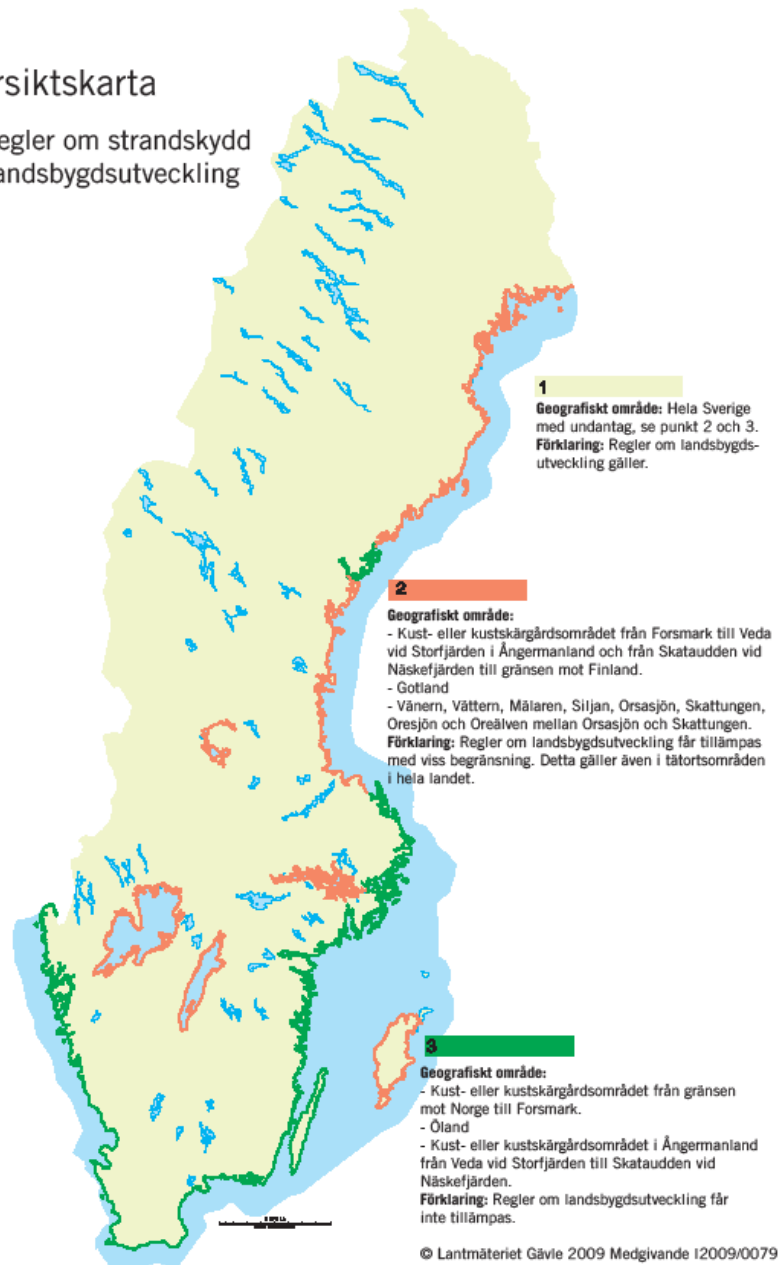 rsiktskarta
egler om strandskydd
andsbygdsutveckling
1
Geografiskt område: Hela Sverige
med undantag, se punkt 2 och 3.
Förklaring: Regler om landsbygds-
utveckling gäller.
2
Geografiskt område:
- Kust- eller kustskärgårdsområdet från Forsmark till Veda
vid Storfjärden i Ångermanland och från Skataudden vid
Näskefjärden till gränsen mot Finland.
- Gotland
- Vänern, Vättern, Mälaren, Siljan, Orsasjön, Skattungen,
Oresjön och Oreälven mellan Orsasjön och Skattungen.
Förklaring: Regler om landsbygdsutveckling får tillämpas
med viss begränsning. Detta gäller även i tätortsområden
i hela landet.
3
Geografiskt område:
- Kust- eller kustskärgårdsområdet från gränsen
mot Norge till Forsmark.
- Öland
- Kust- eller kustskärgårdsområdet i Ångermanland
från Veda vid Storfjärden till Skataudden vid
Näskefjärden.
Förklaring: Regler om landsbygdsutveckling får
inte tillämpas.
© Lantmäteriet Gävle 2009 Medgivande I2009/0079